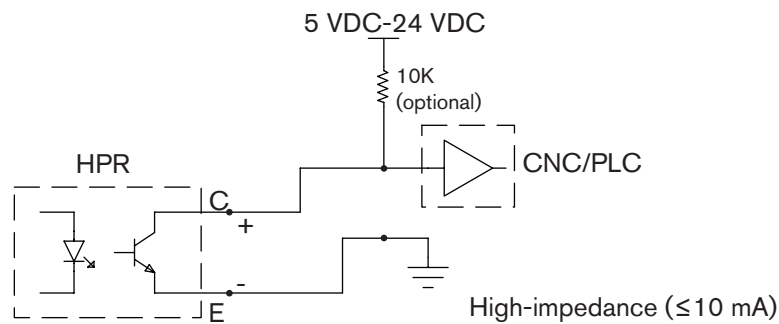 5 VDC-24 VDC
10K
(optional)
HPR
CNC/PLC
C
+
-
E
High-impedance (≤10 mA)